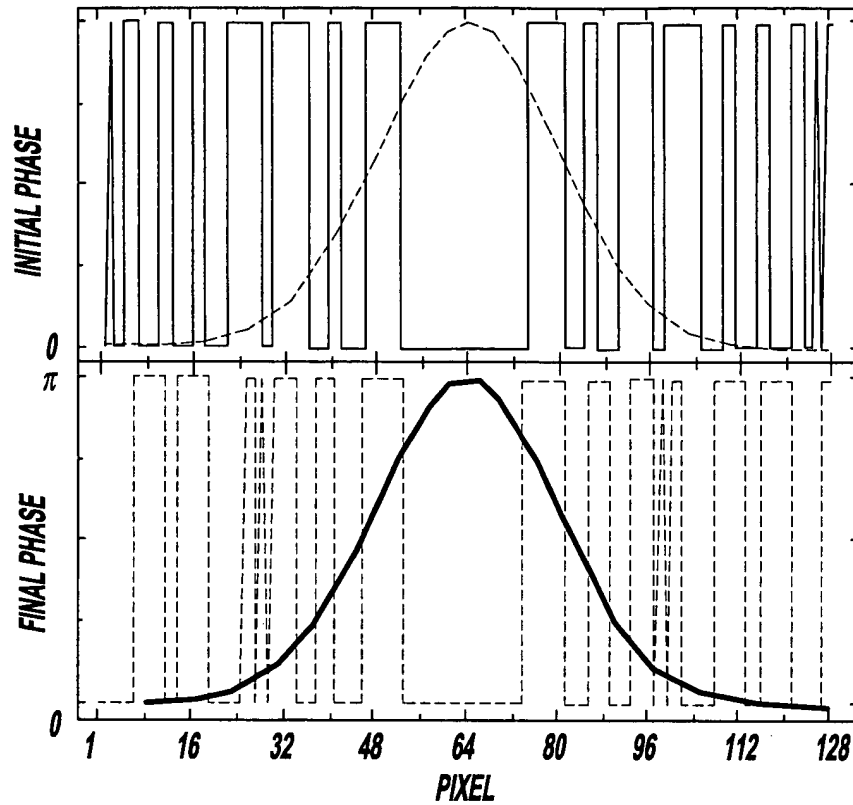 INITIAL PHASE
0
π
FINAL PHASE
0
1 16 32 48 64 80 96 112 128
PIXEL